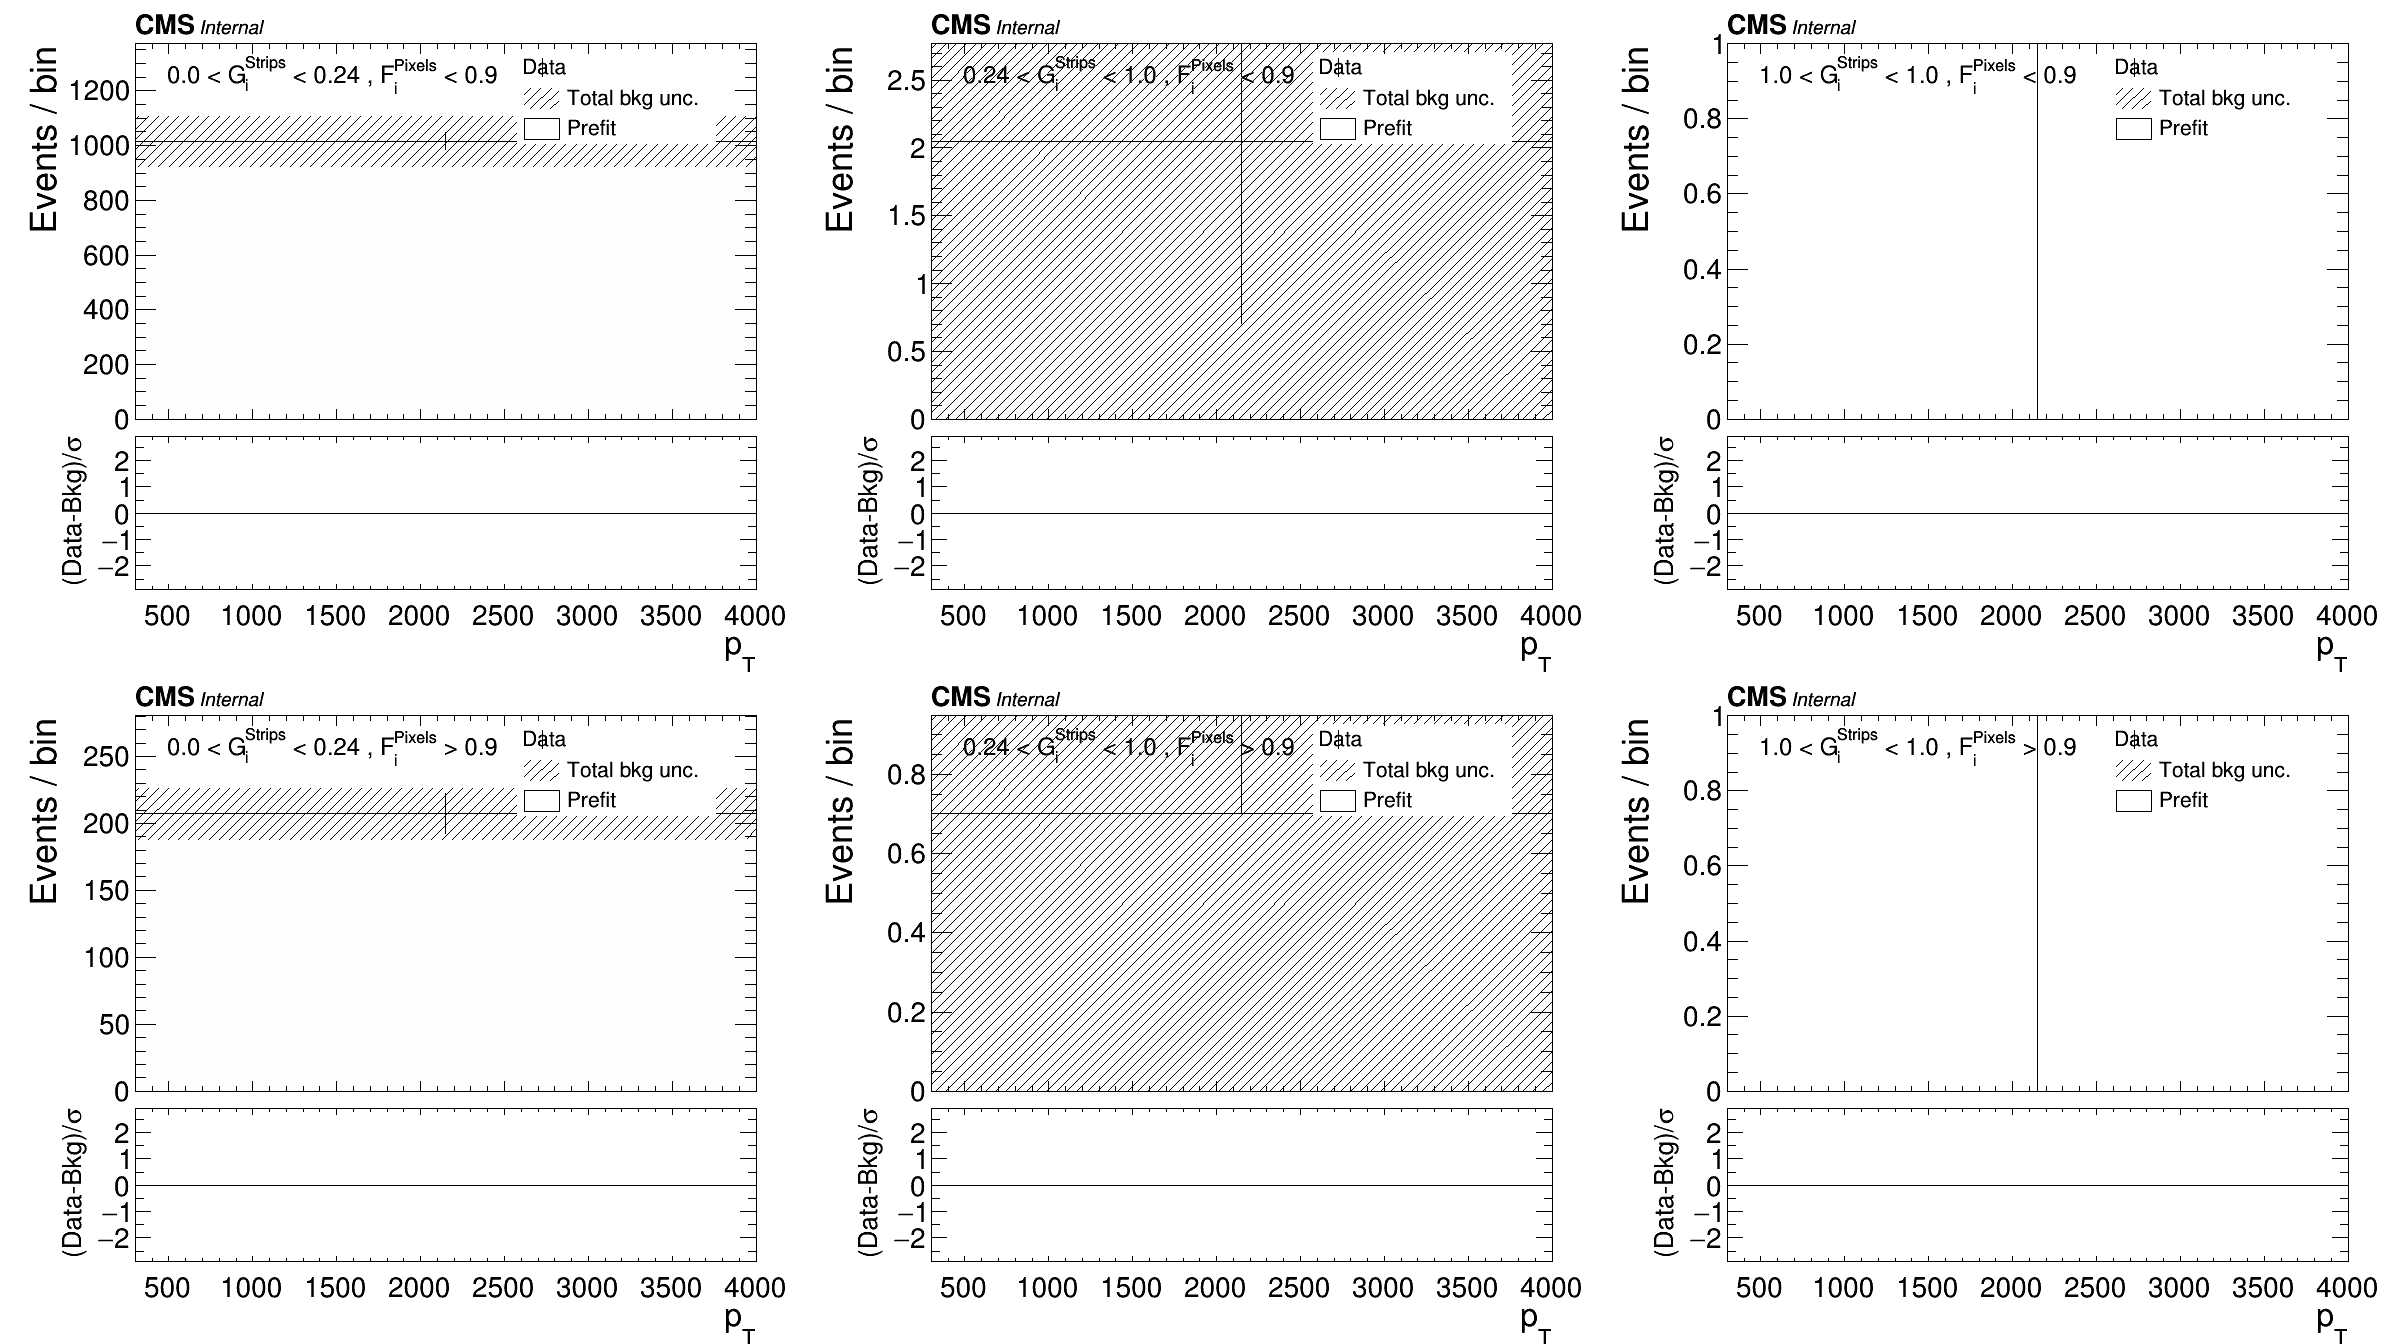 CMS Internal
Events / bin
0.0 < G_i^Strips < 0.24 , F_i^Pixels < 0.9
Data
Total bkg unc.
Prefit
1200
1000
800
600
400
200
0
(Data-Bkg)/σ
2
1
0
−1
−2
500 1000 1500 2000 2500 3000 3500 4000
p_T
CMS Internal
Events / bin
0.24 < G_i^Strips < 1.0 , F_i^Pixels < 0.9
Data
Total bkg unc.
Prefit
2.5
2
1.5
1
0.5
0
(Data-Bkg)/σ
2
1
0
−1
−2
500 1000 1500 2000 2500 3000 3500 4000
p_T
CMS Internal
Events / bin
1.0 < G_i^Strips < 1.0 , F_i^Pixels < 0.9
Data
Total bkg unc.
Prefit
1
0.8
0.6
0.4
0.2
0
(Data-Bkg)/σ
2
1
0
−1
−2
500 1000 1500 2000 2500 3000 3500 4000
p_T
CMS Internal
Events / bin
0.0 < G_i^Strips < 0.24 , F_i^Pixels > 0.9
Data
Total bkg unc.
Prefit
250
200
150
100
50
0
(Data-Bkg)/σ
2
1
0
−1
−2
500 1000 1500 2000 2500 3000 3500 4000
p_T
CMS Internal
Events / bin
0.24 < G_i^Strips < 1.0 , F_i^Pixels > 0.9
Data
Total bkg unc.
Prefit
0.8
0.6
0.4
0.2
0
(Data-Bkg)/σ
2
1
0
−1
−2
500 1000 1500 2000 2500 3000 3500 4000
p_T
CMS Internal
Events / bin
1.0 < G_i^Strips < 1.0 , F_i^Pixels > 0.9
Data
Total bkg unc.
Prefit
1
0.8
0.6
0.4
0.2
0
(Data-Bkg)/σ
2
1
0
−1
−2
500 1000 1500 2000 2500 3000 3500 4000
p_T